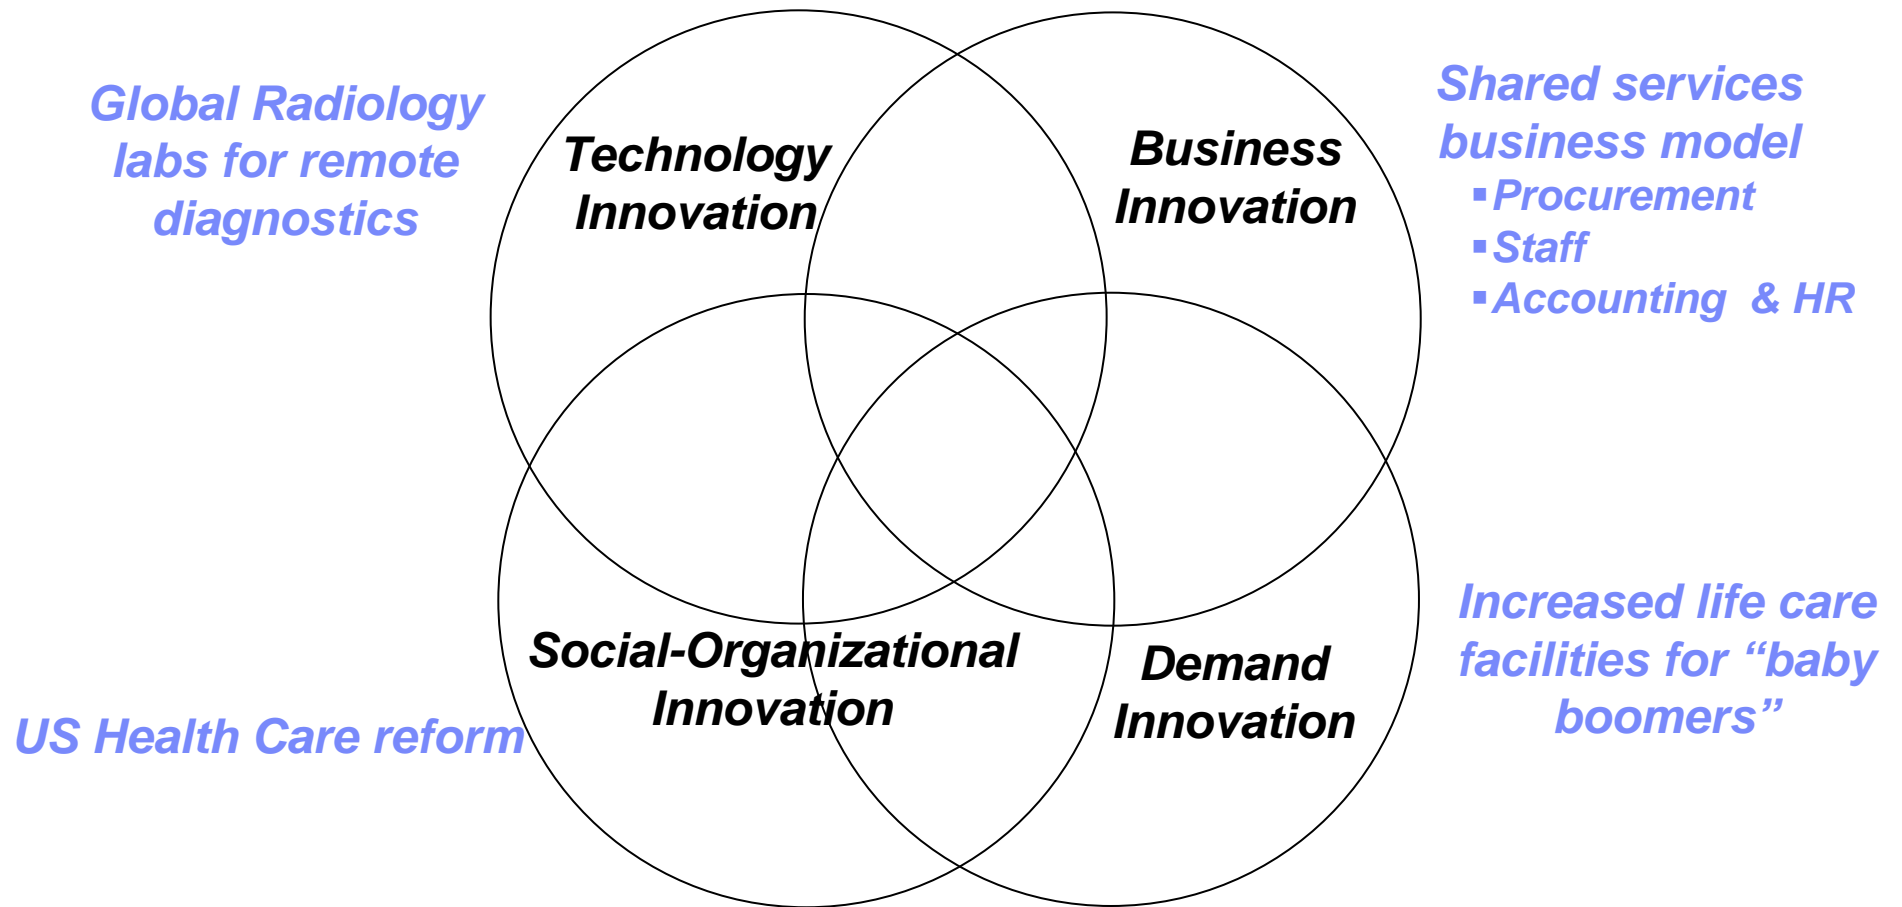 Global Radiology
labs for remote
diagnostics
Technology
Innovation
Business
Innovation
Shared services
business model
▪Procurement
▪Staff
▪Accounting & HR
Social-Organizational
Innovation
US Health Care reform
Demand
Innovation
Increased life care
facilities for “baby
boomers”